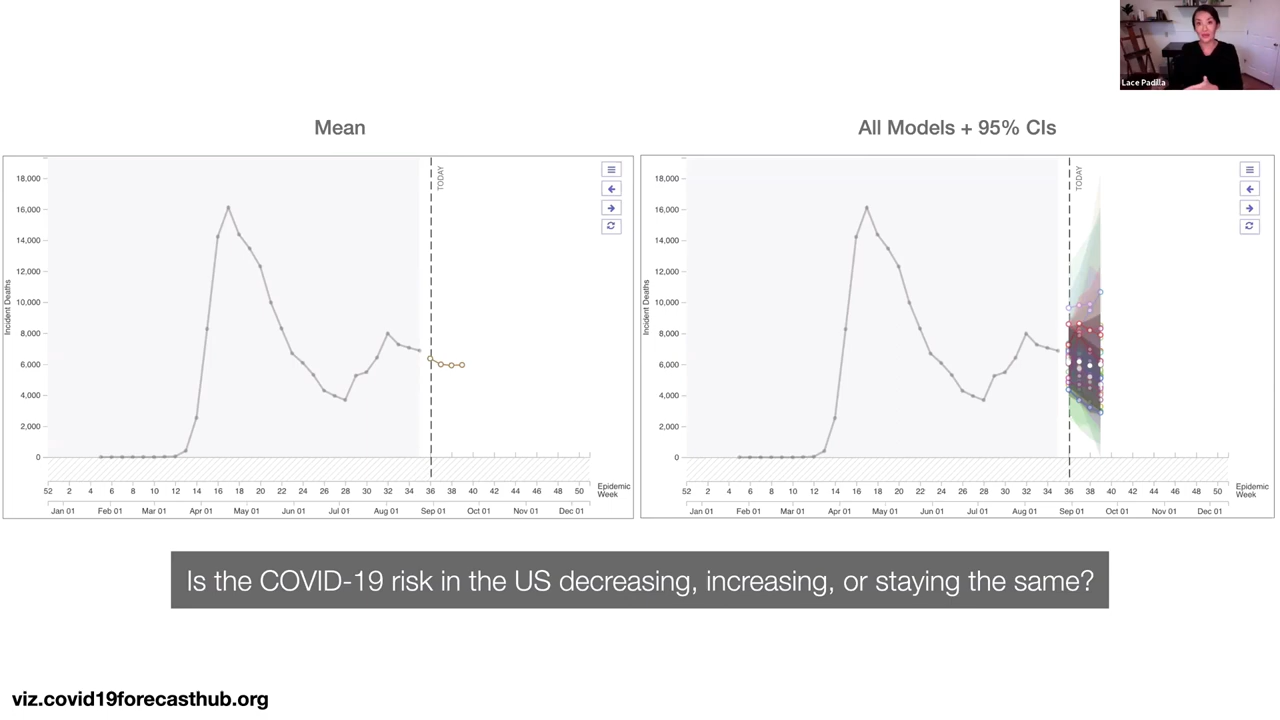 Lace Padilla
Mean
18,000
16,000
14,000
12,000
10,000
8,000
6,000
4,000
2,000
0
Incident Deaths
TODAY
52 2 4 6 8 10 12 14 16 18 20 22 24 26 28 30 32 34 36 38 40 42 44 46 48 50
Epidemic
Week
Jan 01 Feb 01 Mar 01 Apr 01 May 01 Jun 01 Jul 01 Aug 01 Sep 01 Oct 01 Nov 01 Dec 01
All Models + 95% CIs
18,000
16,000
14,000
12,000
10,000
8,000
6,000
4,000
2,000
0
Incident Deaths
TODAY
52 2 4 6 8 10 12 14 16 18 20 22 24 26 28 30 32 34 36 38 40 42 44 46 48 50
Epidemic
Week
Jan 01 Feb 01 Mar 01 Apr 01 May 01 Jun 01 Jul 01 Aug 01 Sep 01 Oct 01 Nov 01 Dec 01
Is the COVID-19 risk in the US decreasing, increasing, or staying the same?
viz.covid19forecasthub.org